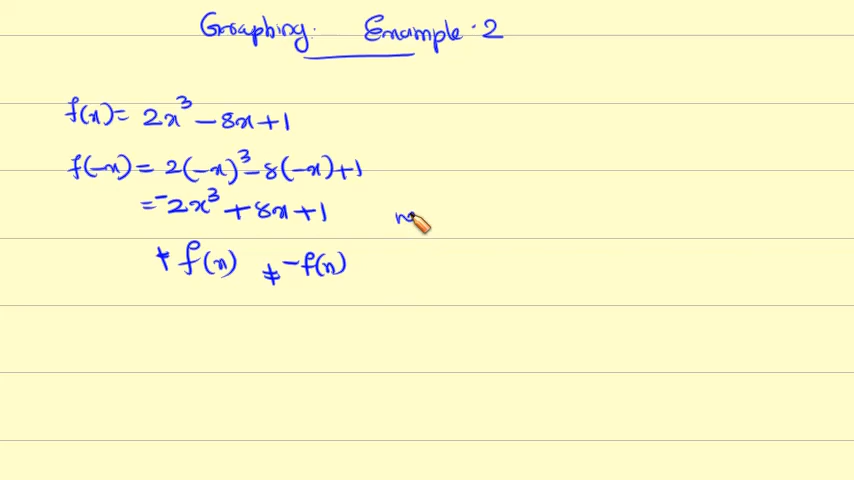 Graphing: Example·2
f(x)= 2x³ – 8x + 1
f(–x) = 2(–x)³ – 8(–x) + 1
= –2x³ + 8x + 1
≠ f(x) ≠ –f(x)